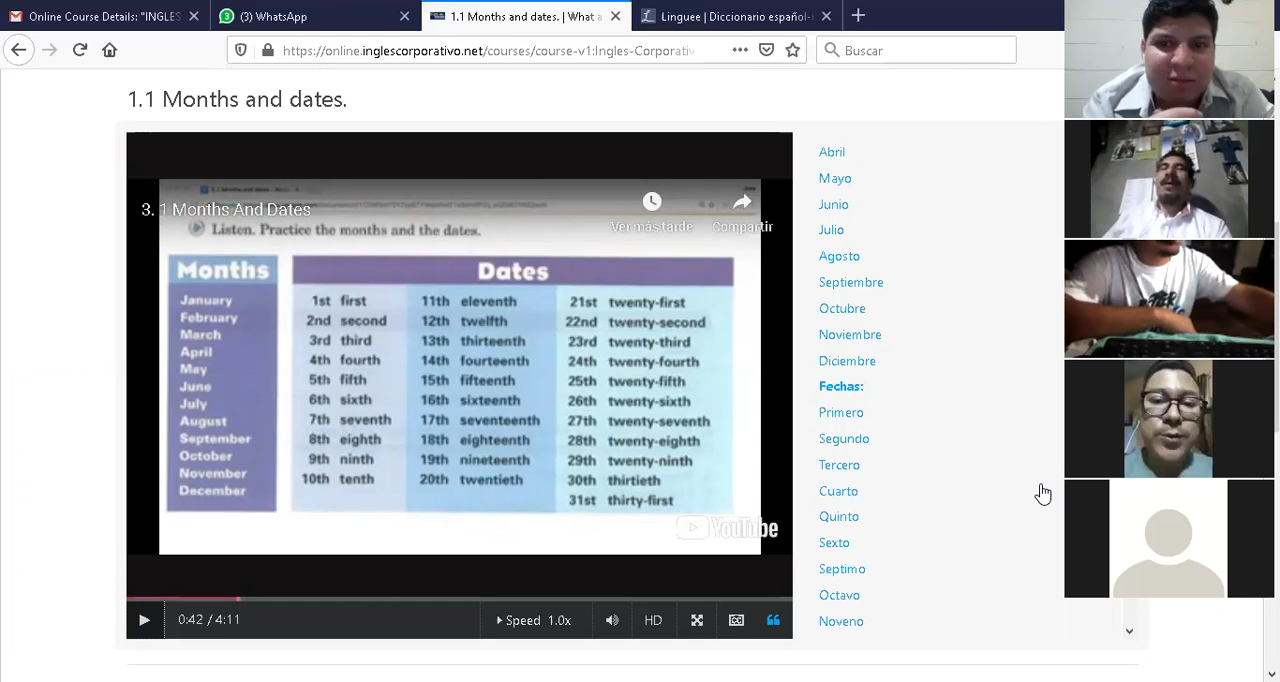 Online Course Details: "INGLES
(3) WhatsApp
1.1 Months and dates. | What a
Linguee | Diccionario español-
https://online.inglescorporativo.net/courses/course-v1:Ingles-Corporativ
Buscar
1.1 Months and dates.
3. 1 Months And Dates
Ver más tarde
Compartir
Listen. Practice the months and the dates.
Months
January
February
March
April
May
June
July
August
September
October
November
December
Dates
1st first
2nd second
3rd third
4th fourth
5th fifth
6th sixth
7th seventh
8th eighth
9th ninth
10th tenth
11th eleventh
12th twelfth
13th thirteenth
14th fourteenth
15th fifteenth
16th sixteenth
17th seventeenth
18th eighteenth
19th nineteenth
20th twentieth
21st twenty-first
22nd twenty-second
23rd twenty-third
24th twenty-fourth
25th twenty-fifth
26th twenty-sixth
27th twenty-seventh
28th twenty-eighth
29th twenty-ninth
30th thirtieth
31st thirty-first
YouTube
0:42 / 4:11
Speed 1.0x
HD
Abril
Mayo
Junio
Julio
Agosto
Septiembre
Octubre
Noviembre
Diciembre
Fechas:
Primero
Segundo
Tercero
Cuarto
Quinto
Sexto
Septimo
Octavo
Noveno